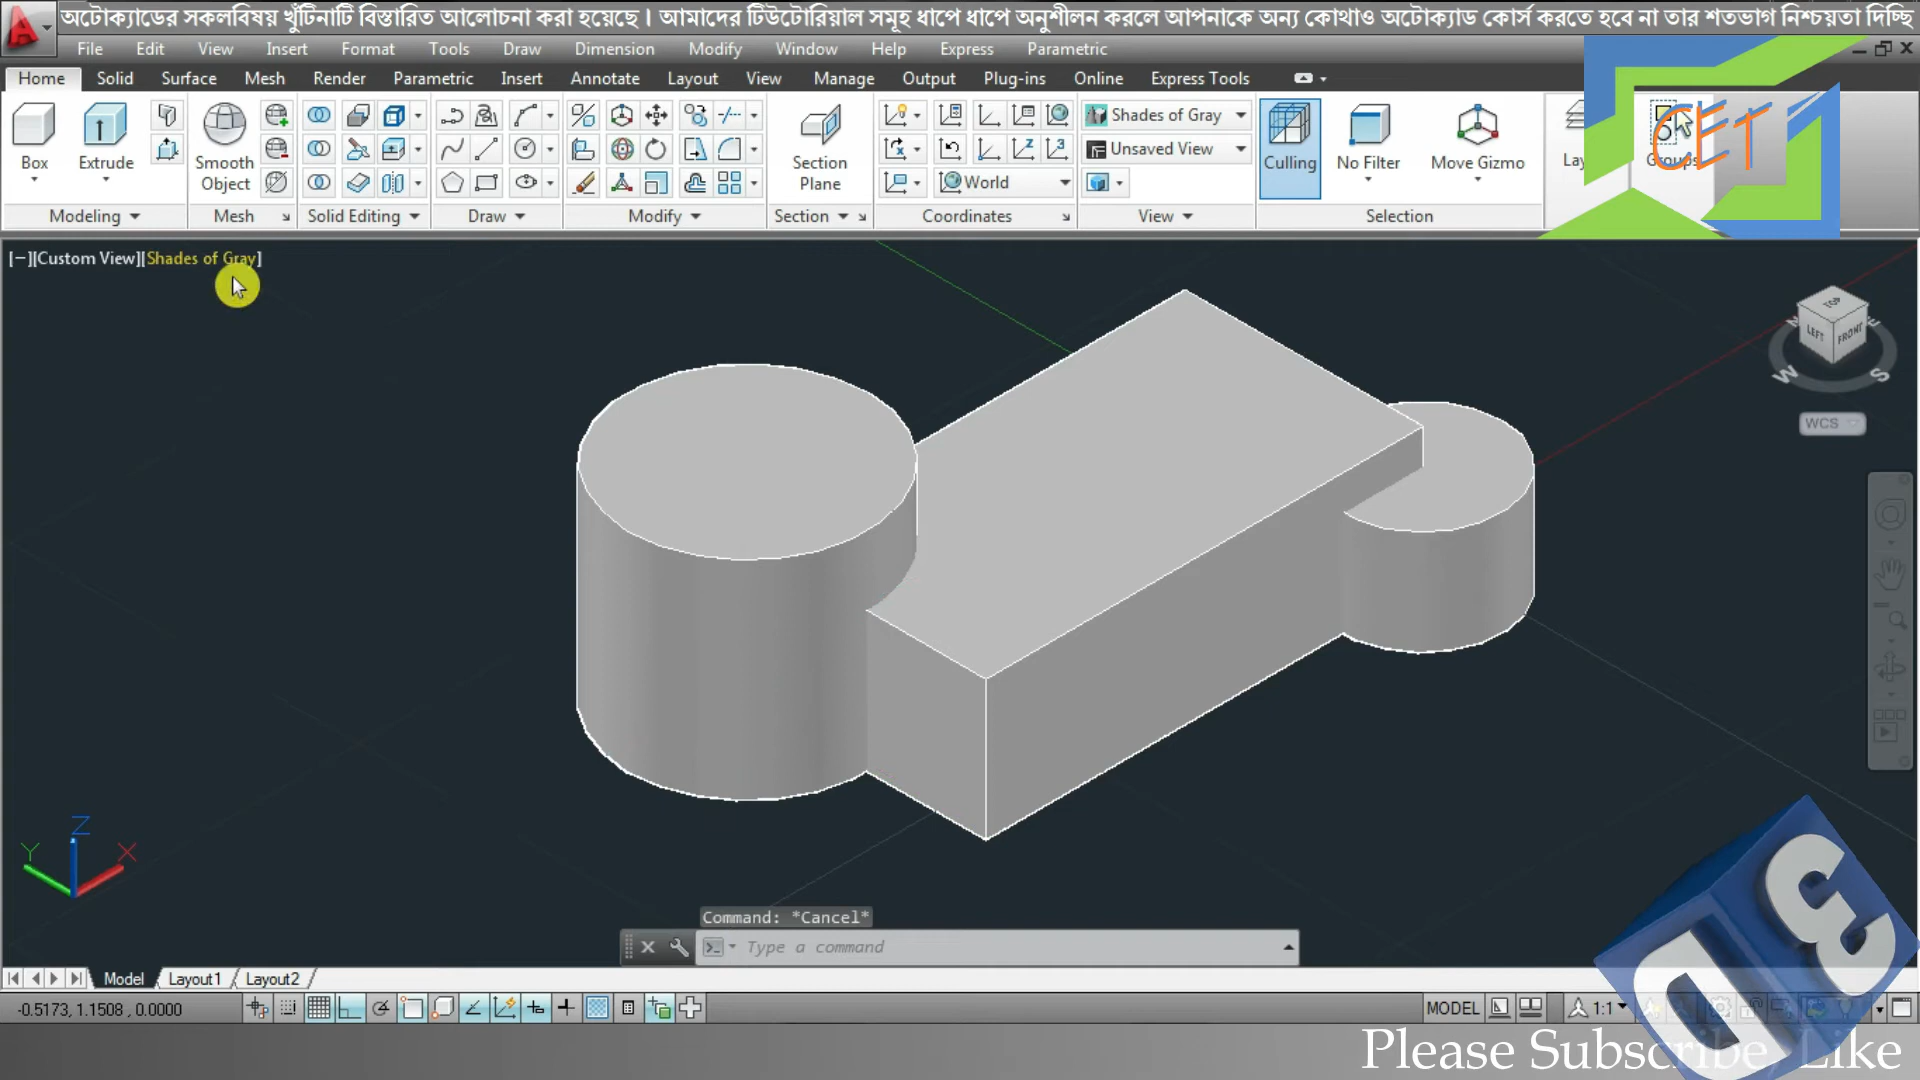 অটোক্যাডের সকলবিষয় খুঁটিনাটি বিস্তারিত আলোচনা করা হয়েছে। আমাদের টিউটোরিয়াল সমূহ ধাপে ধাপে অনুশীলন করলে আপনাকে অন্য কোথাও অটোক্যাড কোর্স করতে হবে না তার শতভাগ নিশ্চয়তা দিচ্ছি
File Edit View Insert Format Tools Draw Dimension Modify Window Help Express Parametric
Home Solid Surface Mesh Render Parametric Insert Annotate Layout View Manage Output Plug-ins Online Express Tools
Shades of Gray
Unsaved View
World
Box Extrude Smooth Object Section Plane Culling No Filter Move Gizmo Groups
CET
Modeling Mesh Solid Editing Draw Modify Section Coordinates View Selection
[−][Custom View][Shades of Gray]
TOP
LEFT FRONT
N E
W S
WCS
Z
Y X
Command: *Cancel*
Type a command
Model Layout1 Layout2
-0.5173, 1.1508 , 0.0000
MODEL 1:1
3D
Please Subscribe, Like